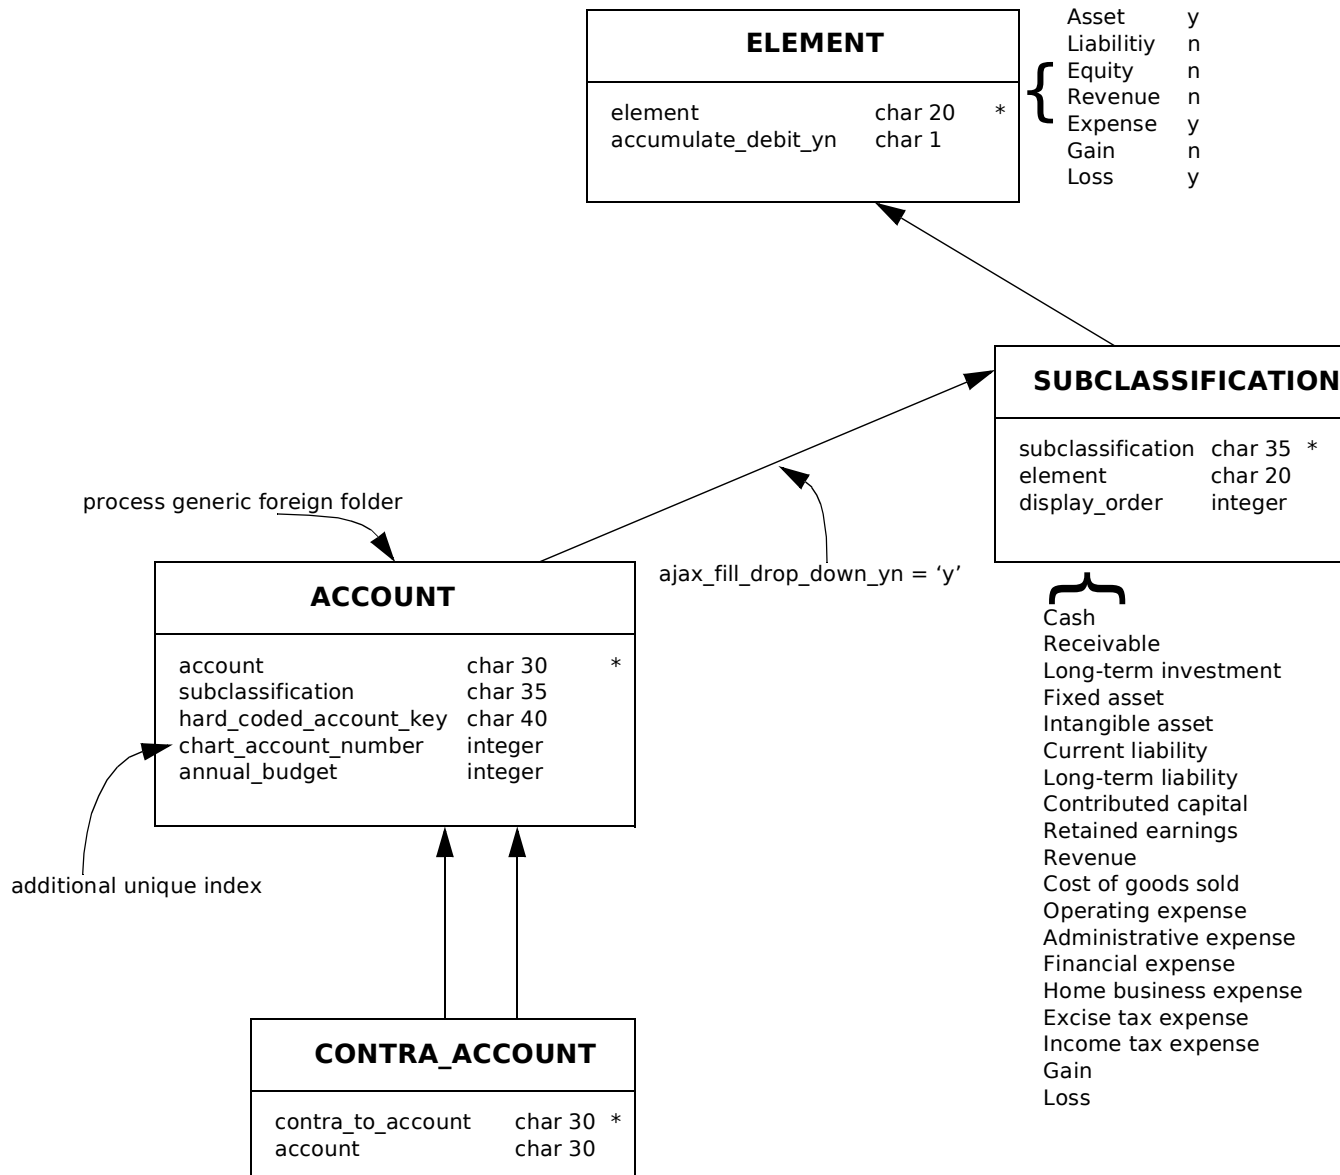 ELEMENT
element char 20 *
accumulate_debit_yn char 1
{
Asset y
Liabilitiy n
Equity n
Revenue n
Expense y
Gain n
Loss y
SUBCLASSIFICATION
subclassification char 35 *
element char 20
display_order integer
process generic foreign folder
ajax_fill_drop_down_yn = ‘y’
ACCOUNT
account char 30 *
subclassification char 35
hard_coded_account_key char 40
chart_account_number integer
annual_budget integer
additional unique index
{
Cash
Receivable
Long-term investment
Fixed asset
Intangible asset
Current liability
Long-term liability
Contributed capital
Retained earnings
Revenue
Cost of goods sold
Operating expense
Administrative expense
Financial expense
Home business expense
Excise tax expense
Income tax expense
Gain
Loss
CONTRA_ACCOUNT
contra_to_account char 30 *
account char 30